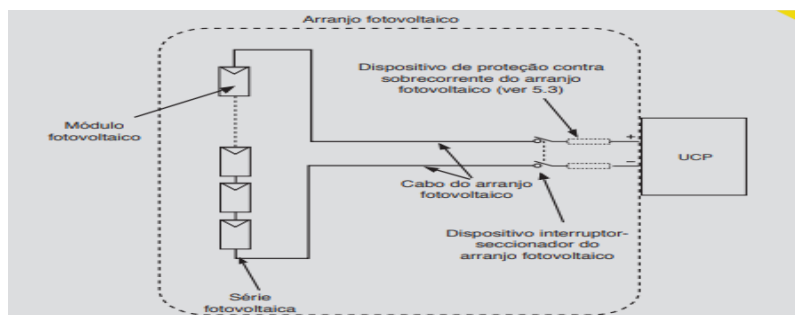 Arranjo fotovoltaico
Dispositivo de proteção contra
sobrecorrente do arranjo
fotovoltaico (ver 5.3)
Módulo
fotovoltaico
+
UCP
–
Cabo do arranjo
fotovoltaico
Dispositivo interruptor-
seccionador do
arranjo fotovoltaico
Série
fotovoltaica